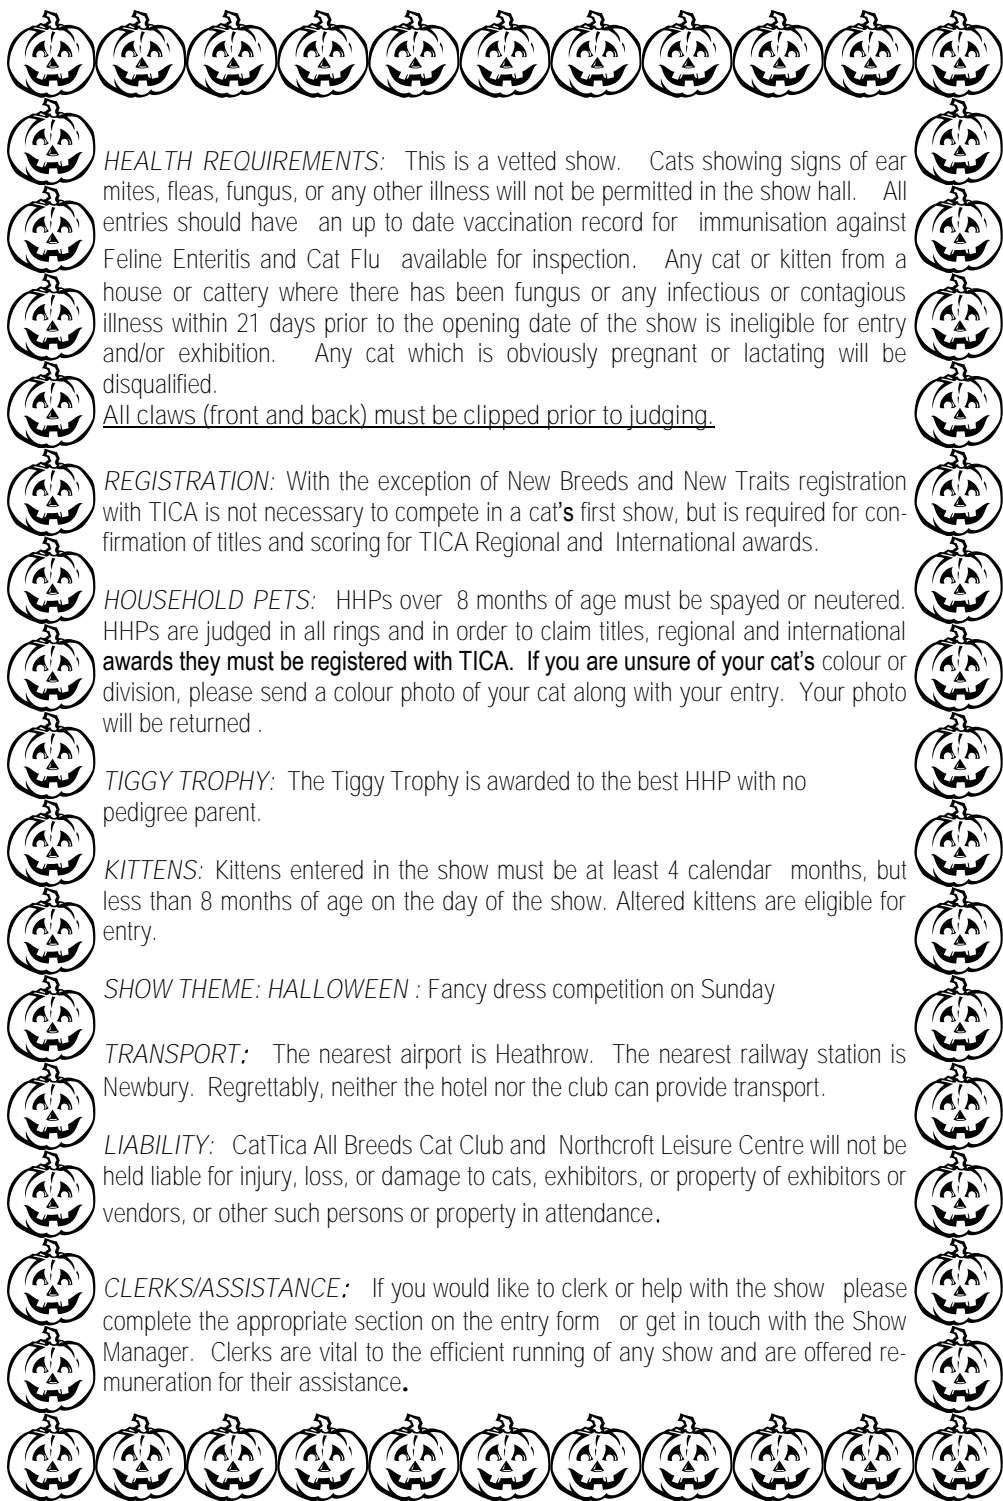 HEALTH REQUIREMENTS: This is a vetted show. Cats showing signs of ear
mites, fleas, fungus, or any other illness will not be permitted in the show hall. All
entries should have an up to date vaccination record for immunisation against
Feline Enteritis and Cat Flu available for inspection. Any cat or kitten from a
house or cattery where there has been fungus or any infectious or contagious
illness within 21 days prior to the opening date of the show is ineligible for entry
and/or exhibition. Any cat which is obviously pregnant or lactating will be
disqualified.
All claws (front and back) must be clipped prior to judging.
REGISTRATION: With the exception of New Breeds and New Traits registration
with TICA is not necessary to compete in a cat's first show, but is required for con-
firmation of titles and scoring for TICA Regional and International awards.
HOUSEHOLD PETS: HHPs over 8 months of age must be spayed or neutered.
HHPs are judged in all rings and in order to claim titles, regional and international
awards they must be registered with TICA. If you are unsure of your cat's colour or
division, please send a colour photo of your cat along with your entry. Your photo
will be returned .
TIGGY TROPHY: The Tiggy Trophy is awarded to the best HHP with no
pedigree parent.
KITTENS: Kittens entered in the show must be at least 4 calendar months, but
less than 8 months of age on the day of the show. Altered kittens are eligible for
entry.
SHOW THEME: HALLOWEEN : Fancy dress competition on Sunday
TRANSPORT: The nearest airport is Heathrow. The nearest railway station is
Newbury. Regrettably, neither the hotel nor the club can provide transport.
LIABILITY: CatTica All Breeds Cat Club and Northcroft Leisure Centre will not be
held liable for injury, loss, or damage to cats, exhibitors, or property of exhibitors or
vendors, or other such persons or property in attendance.
CLERKS/ASSISTANCE: If you would like to clerk or help with the show please
complete the appropriate section on the entry form or get in touch with the Show
Manager. Clerks are vital to the efficient running of any show and are offered re-
muneration for their assistance.